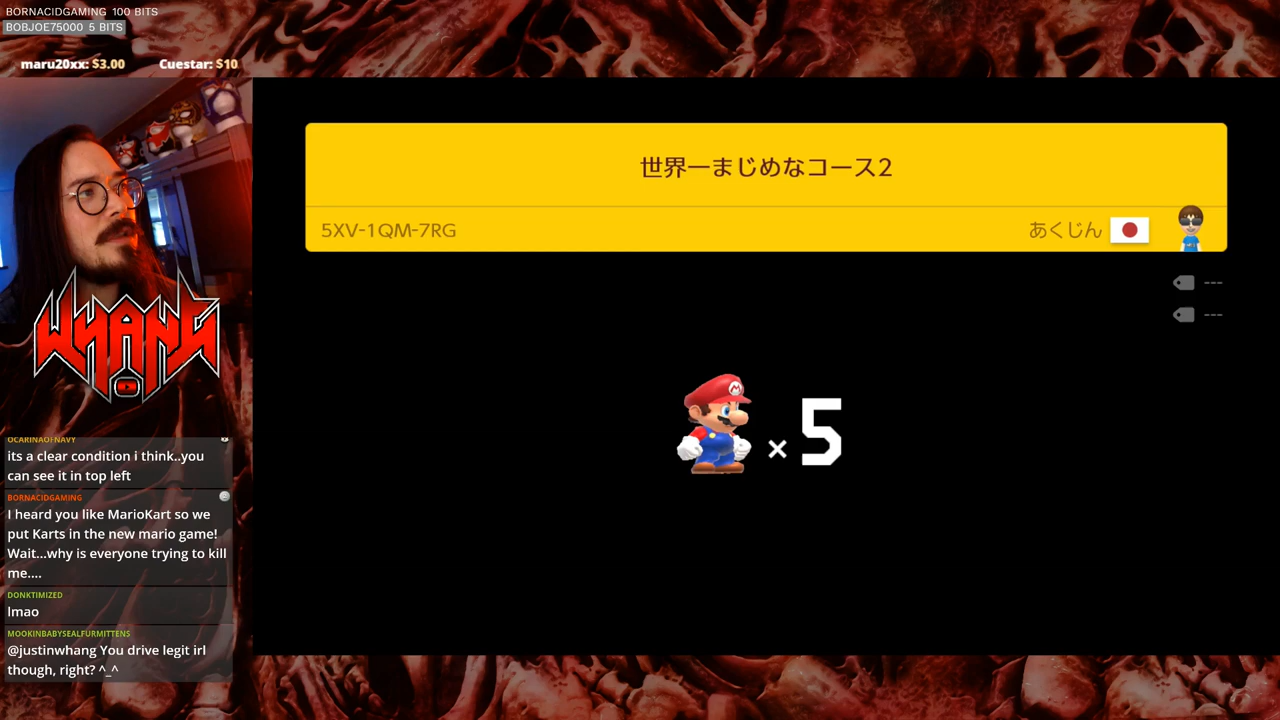 BORNACIDGAMING 100 BITS
BOBJOE75000 5 BITS
maru20xx: $3.00 Cuestar: $10
世界一まじめなコース2
5XV-1QM-7RG
あくじん
---
---
× 5
WHANG
OCARINAOFNAVY
its a clear condition i think..you
can see it in top left
BORNACIDGAMING
I heard you like MarioKart so we
put Karts in the new mario game!
Wait...why is everyone trying to kill
me....
DONKTIMIZED
lmao
MOOKINBABYSEALFURMITTENS
@justinwhang You drive legit irl
though, right? ^_^